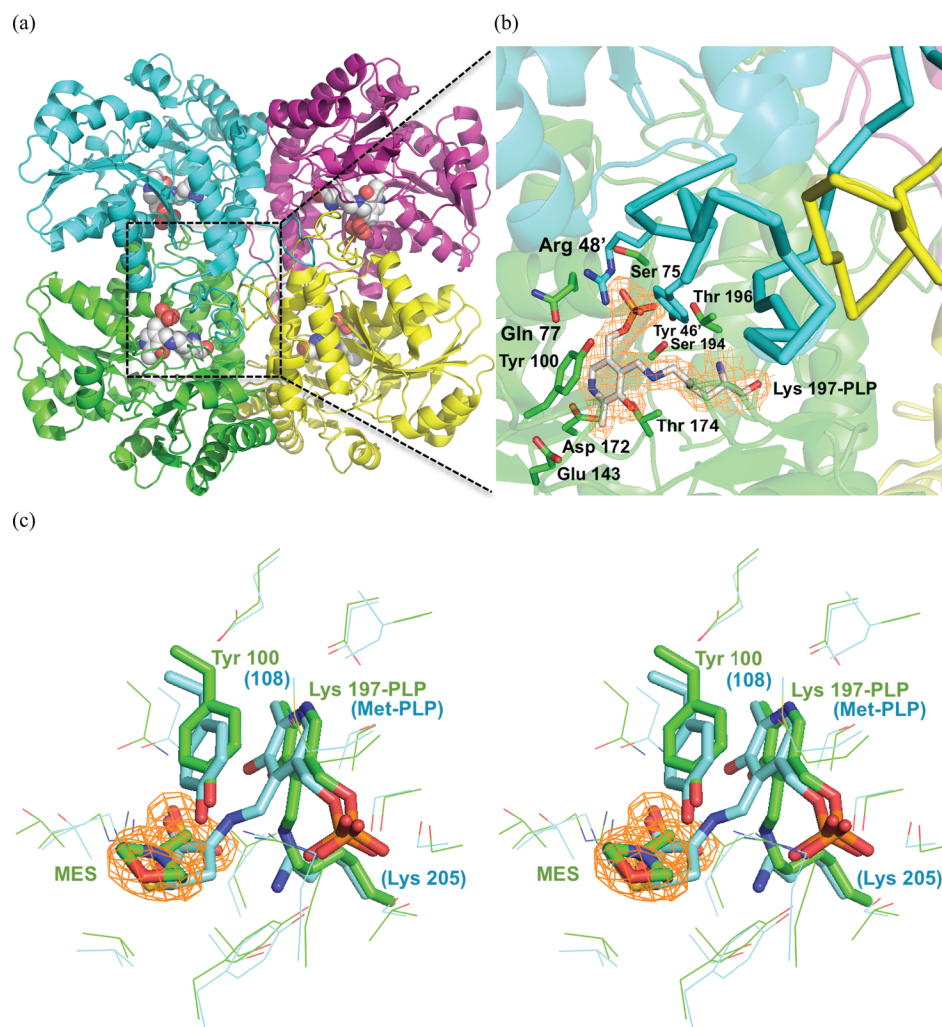 (a)
(b)
Arg 48’
Ser 75
Gln 77
Thr 196
Tyr 46’
Ser 194
Tyr 100
Lys 197-PLP
Thr 174
Asp 172
Glu 143
(c)
Tyr 100
(108)
Lys 197-PLP
(Met-PLP)
MES
(Lys 205)
Tyr 100
(108)
Lys 197-PLP
(Met-PLP)
MES
(Lys 205)